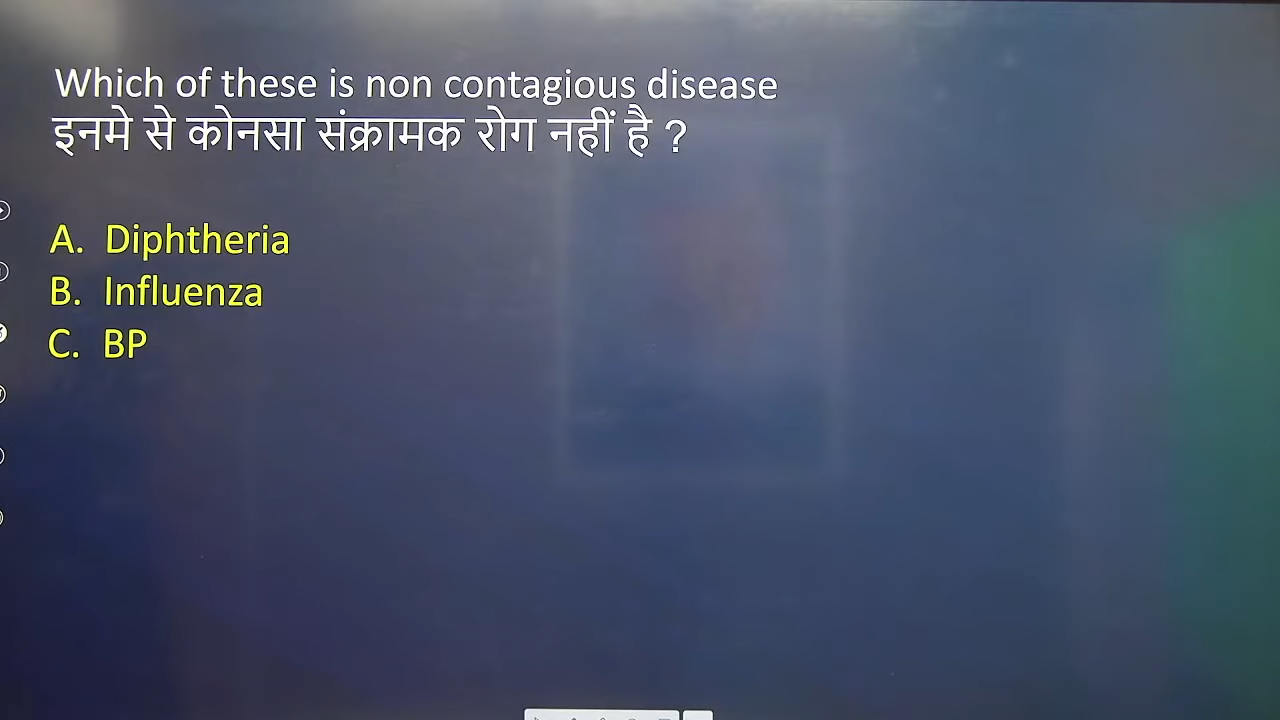 Which of these is non contagious disease
इनमे से कोनसा संक्रामक रोग नहीं है ?
A. Diphtheria
B. Influenza
C. BP